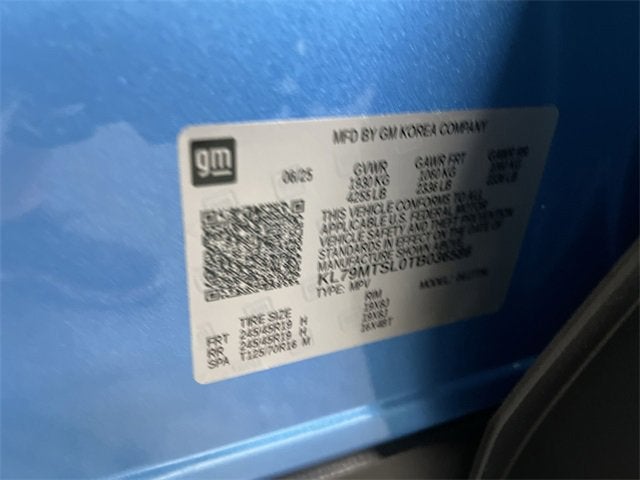 gm
MFD BY GM KOREA COMPANY
06/25
GVWR GAWR FRT GAWR RR
1930 KG 1060 KG
4255 LB 2336 LB
THIS VEHICLE CONFORMS TO ALL
APPLICABLE U.S. FEDERAL MOTOR
VEHICLE SAFETY AND THEFT PREVENTION
STANDARDS IN EFFECT ON THE DATE OF
MANUFACTURE SHOWN ABOVE.
TYPE: MPV MODEL:
TIRE SIZE RIM
FRT 245/45R19 H 19X8J
RR 245/45R19 H 19X8J
SPA T125/70R16 M 16X4BT